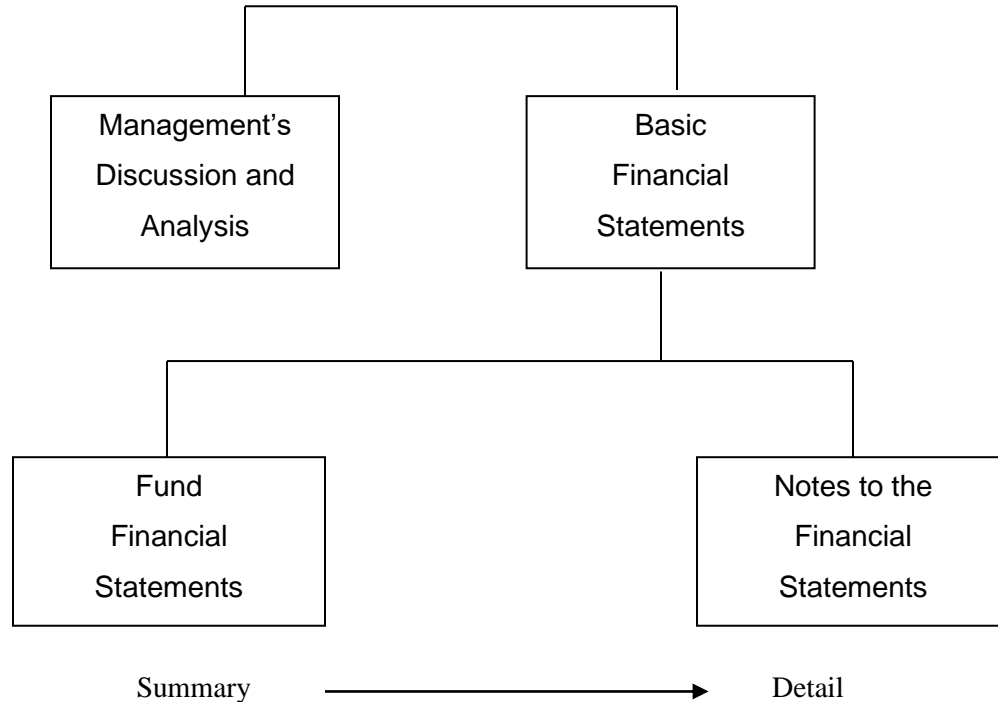 Management’s
Discussion and
Analysis
Basic
Financial
Statements
Fund
Financial
Statements
Notes to the
Financial
Statements
Summary
Detail